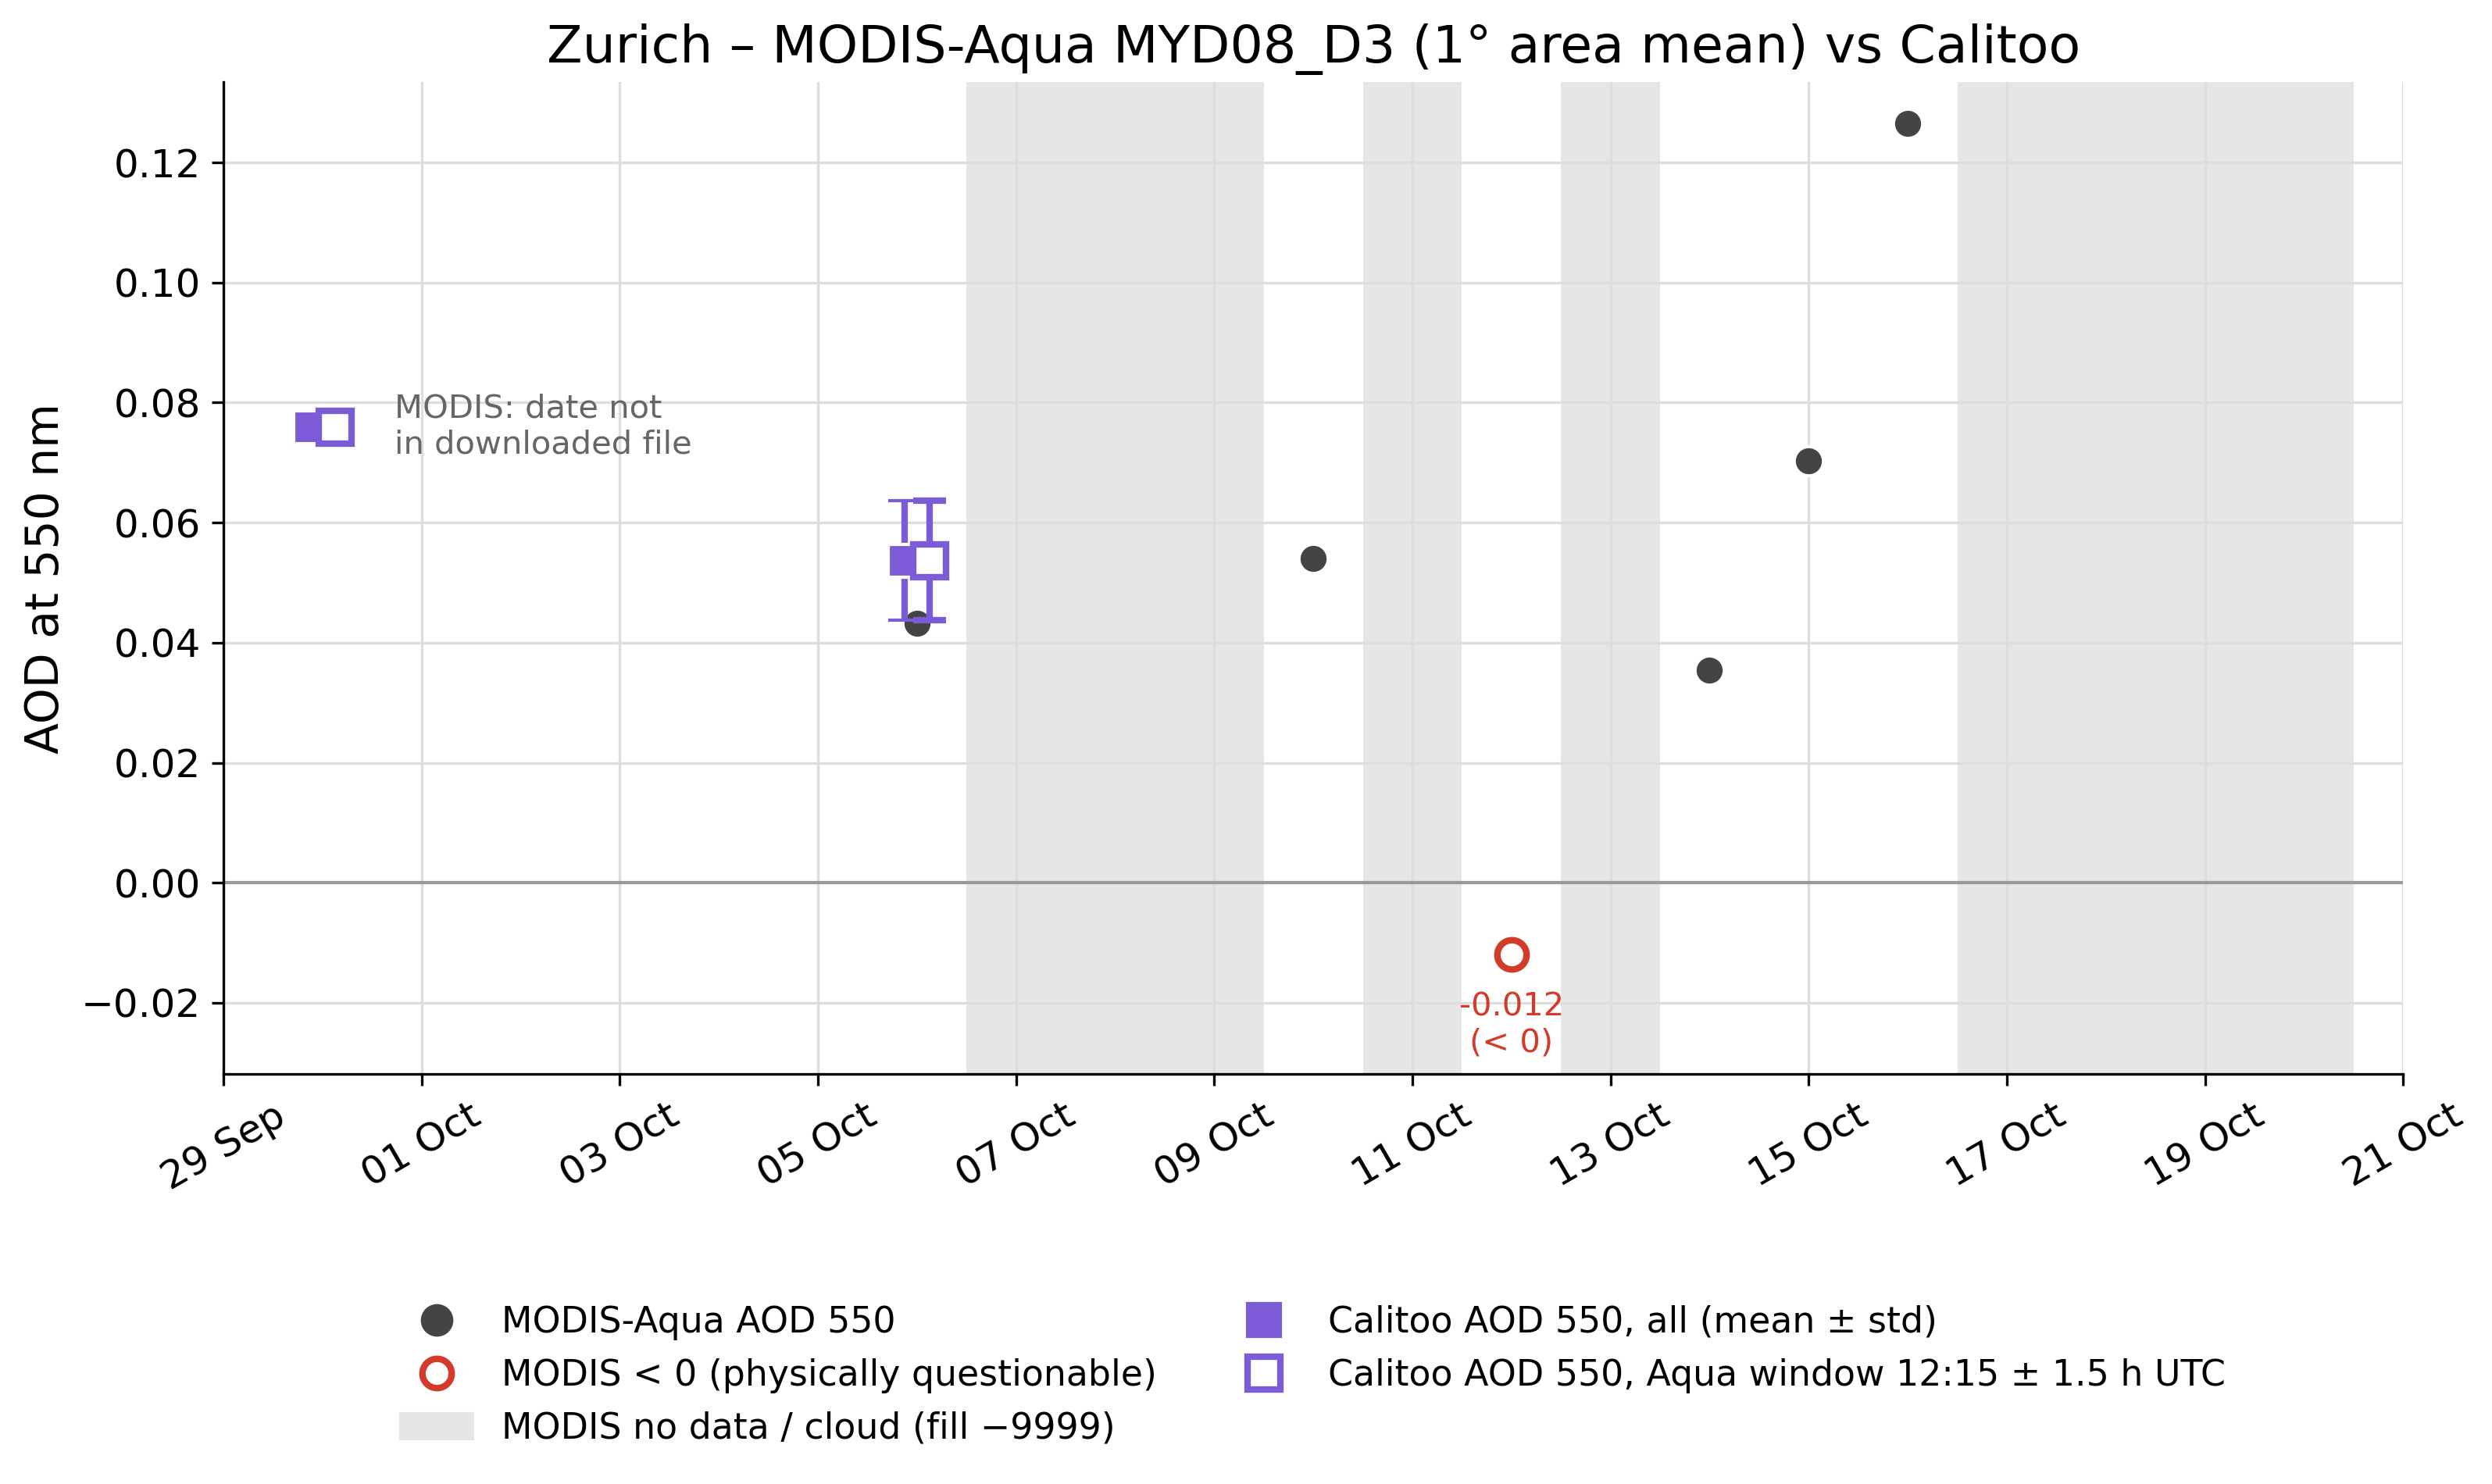 Zurich – MODIS-Aqua MYD08_D3 (1° area mean) vs Calitoo
AOD at 550 nm
0.12
0.10
0.08
0.06
0.04
0.02
0.00
−0.02
MODIS: date not
in downloaded file
-0.012
(< 0)
29 Sep
01 Oct
03 Oct
05 Oct
07 Oct
09 Oct
11 Oct
13 Oct
15 Oct
17 Oct
19 Oct
21 Oct
MODIS-Aqua AOD 550
MODIS < 0 (physically questionable)
MODIS no data / cloud (fill −9999)
Calitoo AOD 550, all (mean ± std)
Calitoo AOD 550, Aqua window 12:15 ± 1.5 h UTC